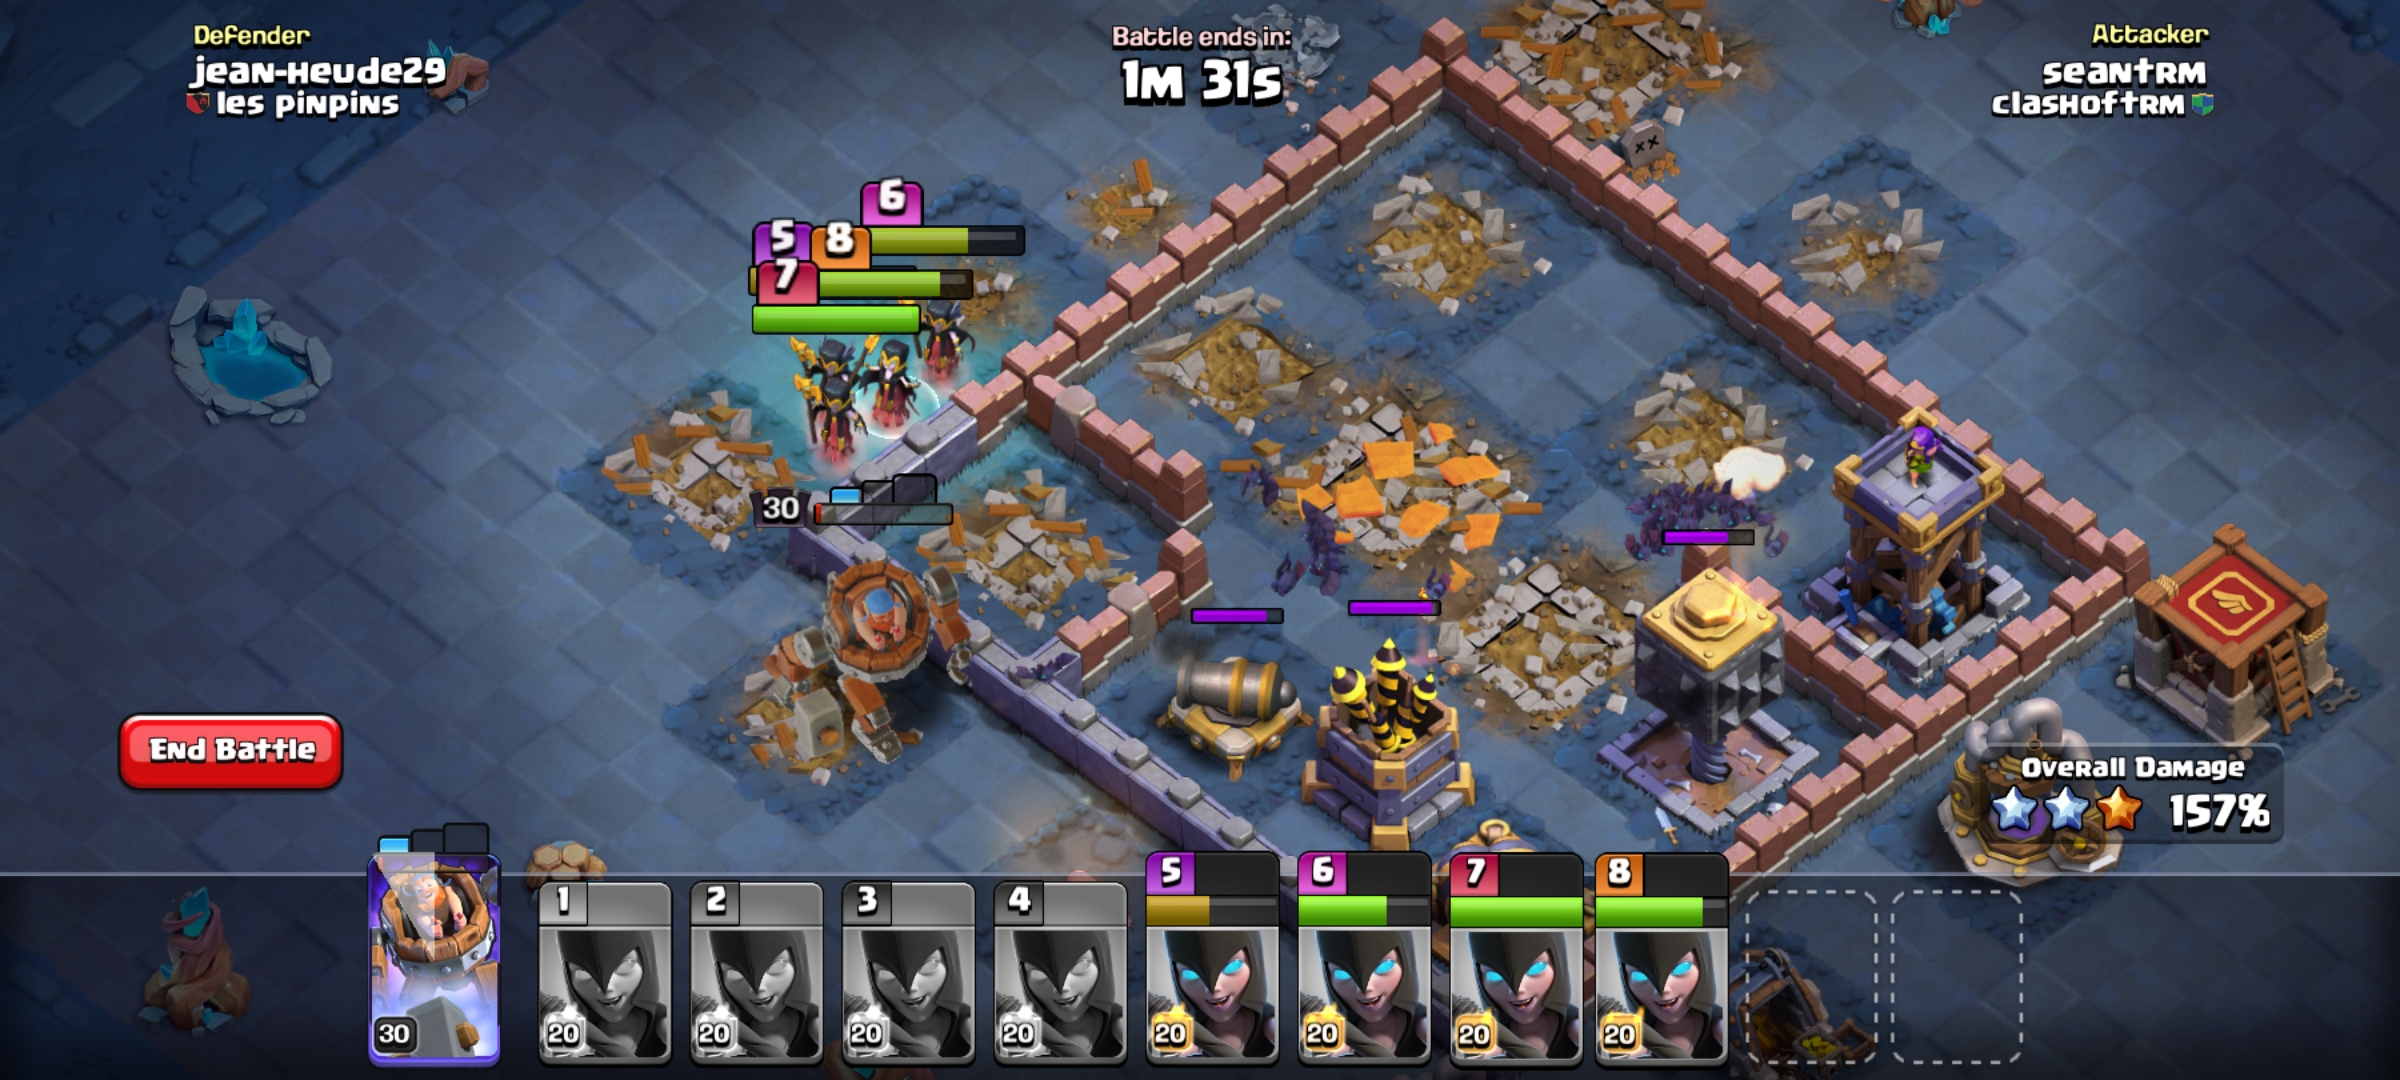 Defender
jean-Heude29
les pinpins
Battle ends in:
1M 31s
Attacker
seantRM
clashoftRM
6
5
8
7
30
End Battle
Overall Damage
157%
30
1
20
2
20
3
20
4
20
5
20
6
20
7
20
8
20